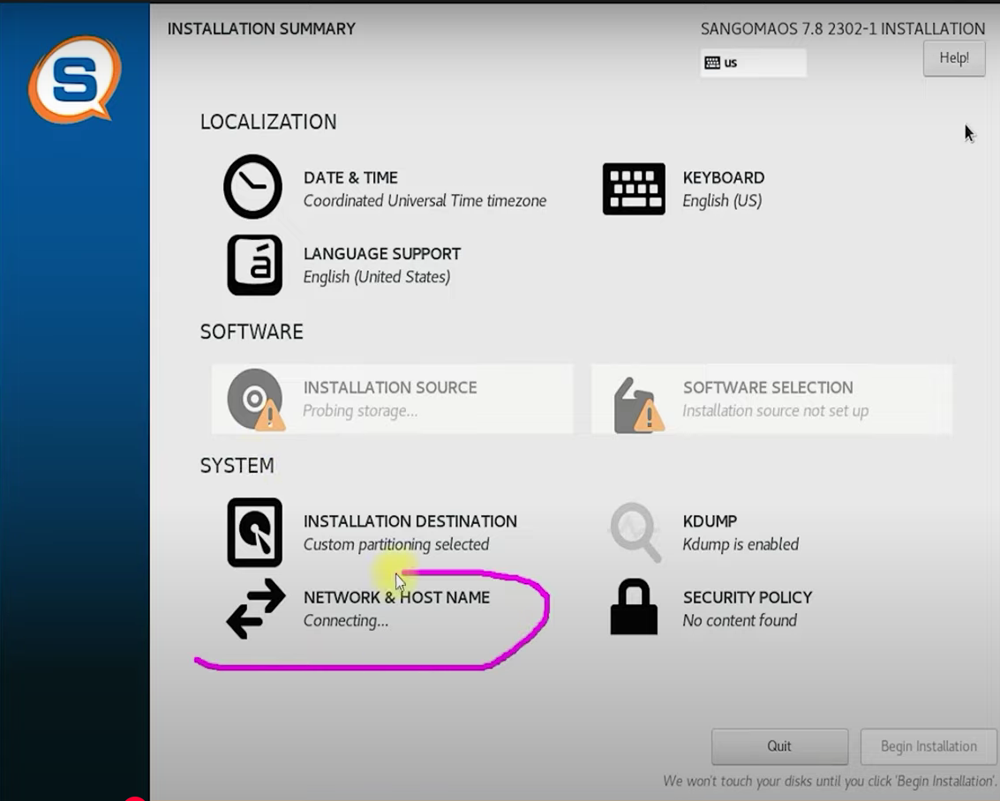 INSTALLATION SUMMARY
SANGOMAOS 7.8 2302-1 INSTALLATION
us
Help!
S
LOCALIZATION
DATE & TIME
Coordinated Universal Time timezone
KEYBOARD
English (US)
á
LANGUAGE SUPPORT
English (United States)
SOFTWARE
INSTALLATION SOURCE
Probing storage...
SOFTWARE SELECTION
Installation source not set up
SYSTEM
INSTALLATION DESTINATION
Custom partitioning selected
KDUMP
Kdump is enabled
NETWORK & HOST NAME
Connecting...
SECURITY POLICY
No content found
Quit
Begin Installation
We won't touch your disks until you click 'Begin Installation'.